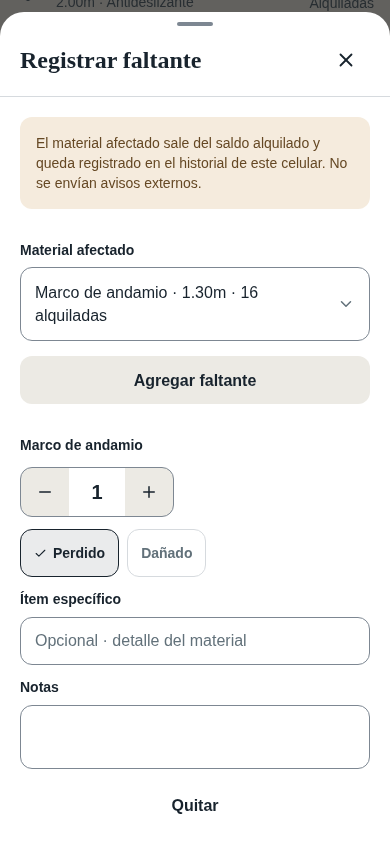 2.00m · Antideslizante
Alquiladas
Registrar faltante
El material afectado sale del saldo alquilado y
queda registrado en el historial de este celular. No
se envían avisos externos.
Material afectado
Marco de andamio · 1.30m · 16
alquiladas
Agregar faltante
Marco de andamio
− 1 +
✓ Perdido
Dañado
Ítem específico
Opcional · detalle del material
Notas
Quitar